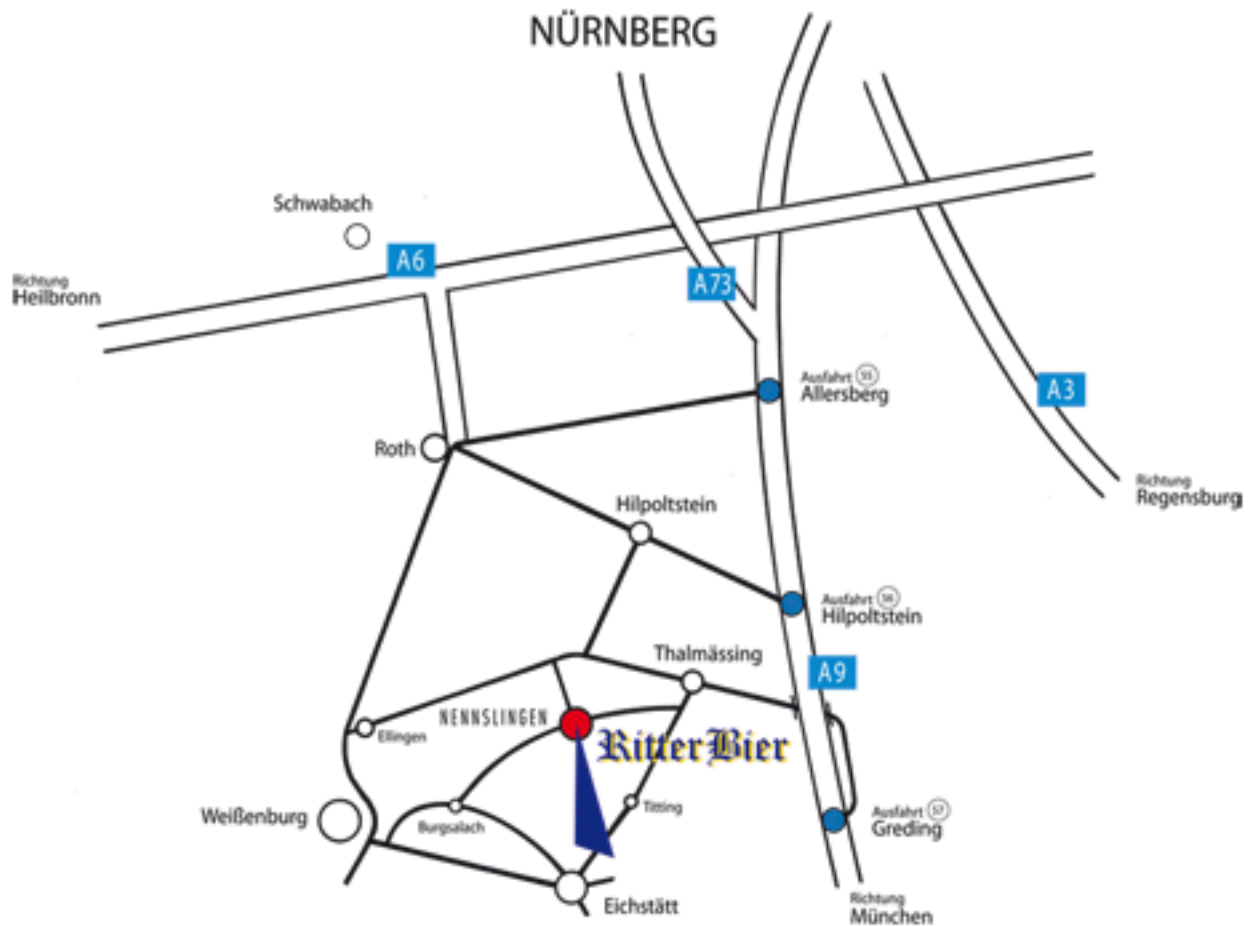 NÜRNBERG
Schwabach
A6
Richtung
Heilbronn
A73
Ausfahrt 55
Allersberg
A3
Roth
Richtung
Regensburg
Hilpoltstein
Ausfahrt 56
Hilpoltstein
Thalmässing
A9
NENNSLINGEN
Ellingen
RitterBier
Weißenburg
Burgsalach
Titting
Ausfahrt 57
Greding
Eichstätt
Richtung
München